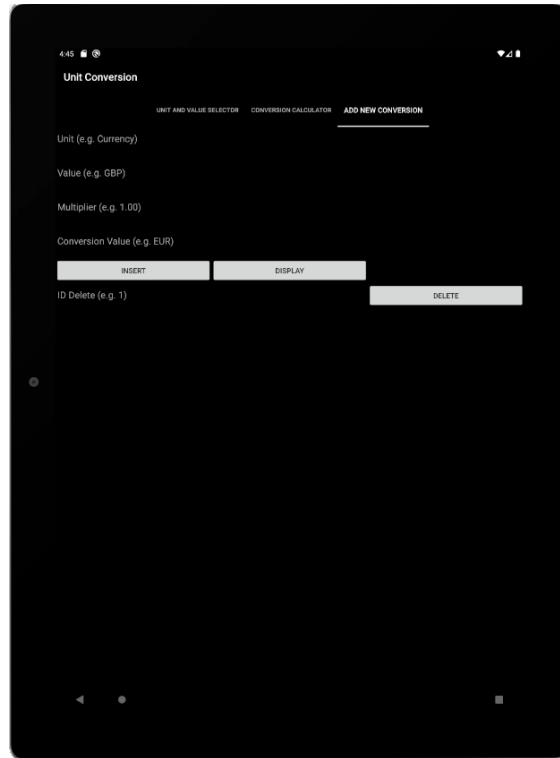 4:45
Unit Conversion
UNIT AND VALUE SELECTOR CONVERSION CALCULATOR ADD NEW CONVERSION
Unit (e.g. Currency)
Value (e.g. GBP)
Multiplier (e.g. 1.00)
Conversion Value (e.g. EUR)
INSERT DISPLAY
ID Delete (e.g. 1) DELETE